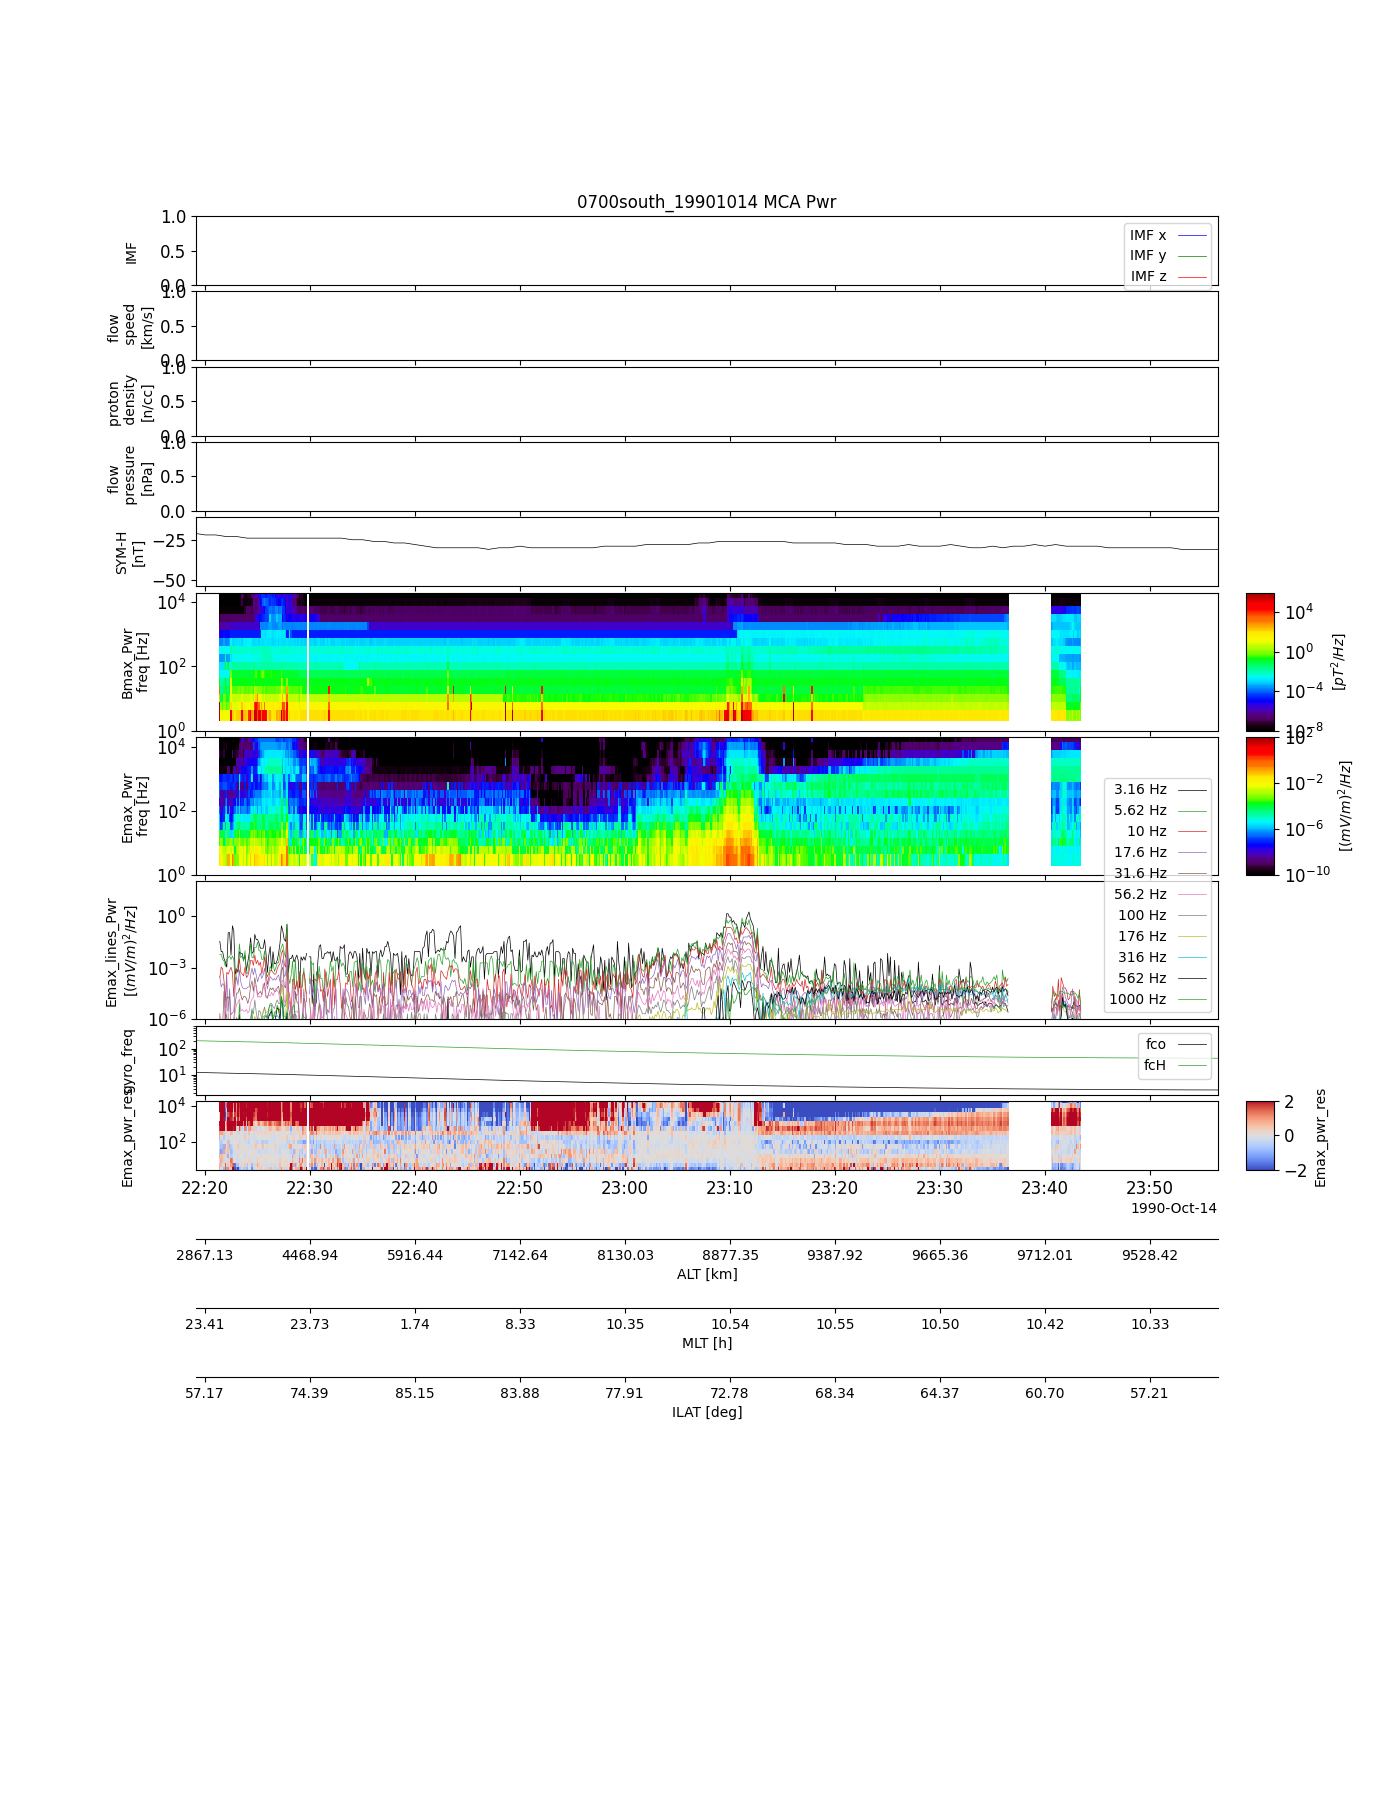 0700south_19901014 MCA Pwr
1.0
0.5
0.0
IMF
IMF x
IMF y
IMF z
1.0
0.5
0.0
flow
speed
[km/s]
1.0
0.5
0.0
proton
density
[n/cc]
1.0
0.5
0.0
flow
pressure
[nPa]
−25
−50
SYM-H
[nT]
10^4
10^2
10^0
Bmax_Pwr
freq [Hz]
10^4
10^0
10^−4
10^−8
[pT^2/Hz]
10^4
10^2
10^0
Emax_Pwr
freq [Hz]
10^2
10^−2
10^−6
10^−10
[(mV/m)^2/Hz]
3.16 Hz
5.62 Hz
10 Hz
17.6 Hz
31.6 Hz
56.2 Hz
100 Hz
176 Hz
316 Hz
562 Hz
1000 Hz
10^0
10^−3
10^−6
Emax_lines_Pwr
[(mV/m)^2/Hz]
10^2
10^1
gyro_freq
fco
fcH
10^4
10^2
Emax_pwr_res
2
0
−2
Emax_pwr_res
22:20 22:30 22:40 22:50 23:00 23:10 23:20 23:30 23:40 23:50
1990-Oct-14
2867.13 4468.94 5916.44 7142.64 8130.03 8877.35 9387.92 9665.36 9712.01 9528.42
ALT [km]
23.41 23.73 1.74 8.33 10.35 10.54 10.55 10.50 10.42 10.33
MLT [h]
57.17 74.39 85.15 83.88 77.91 72.78 68.34 64.37 60.70 57.21
ILAT [deg]